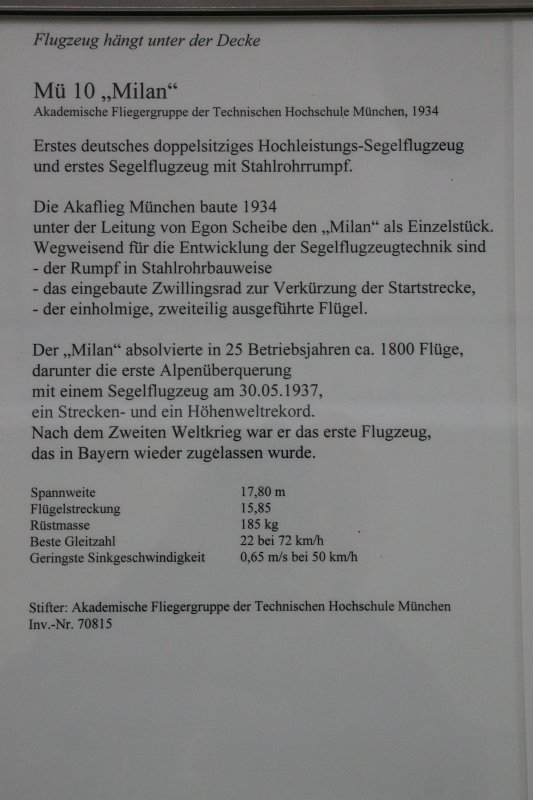 Flugzeug hängt unter der Decke
Mü 10 „Milan“
Akademische Fliegergruppe der Technischen Hochschule München, 1934
Erstes deutsches doppelsitziges Hochleistungs-Segelflugzeug
und erstes Segelflugzeug mit Stahlrohrrumpf.
Die Akaflieg München baute 1934
unter der Leitung von Egon Scheibe den „Milan“ als Einzelstück.
Wegweisend für die Entwicklung der Segelflugzeugtechnik sind
- der Rumpf in Stahlrohrbauweise
- das eingebaute Zwillingsrad zur Verkürzung der Startstrecke,
- der einholmige, zweiteilig ausgeführte Flügel.
Der „Milan“ absolvierte in 25 Betriebsjahren ca. 1800 Flüge,
darunter die erste Alpenüberquerung
mit einem Segelflugzeug am 30.05.1937,
ein Strecken- und ein Höhenweltrekord.
Nach dem Zweiten Weltkrieg war er das erste Flugzeug,
das in Bayern wieder zugelassen wurde.
Spannweite 17,80 m
Flügelstreckung 15,85
Rüstmasse 185 kg
Beste Gleitzahl 22 bei 72 km/h
Geringste Sinkgeschwindigkeit 0,65 m/s bei 50 km/h
Stifter: Akademische Fliegergruppe der Technischen Hochschule München
Inv.-Nr. 70815